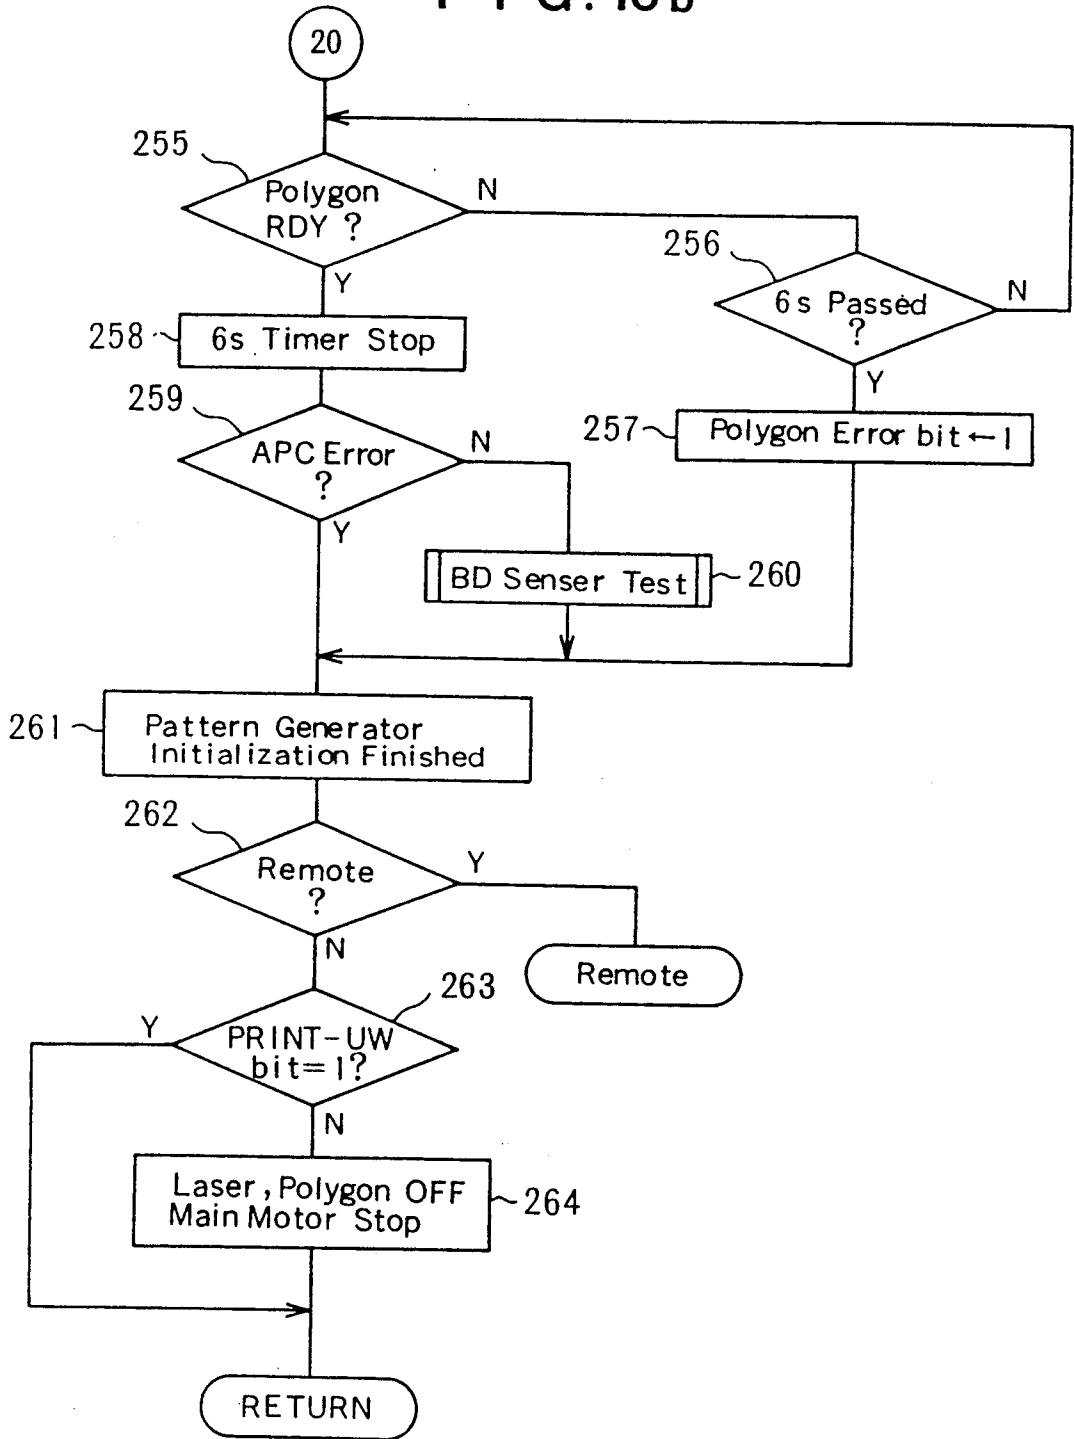 FIG. 16b
20
255
Polygon
RDY ?
N
Y
256
6s Passed
?
N
Y
258
6s Timer Stop
259
APC Error
?
N
Y
257
Polygon Error bit ← 1
BD Senser Test
260
261
Pattern Generator
Initialization Finished
262
Remote
?
Y
N
Remote
263
Y
PRINT-UW
bit=1?
N
Laser, Polygon OFF
Main Motor Stop
264
RETURN